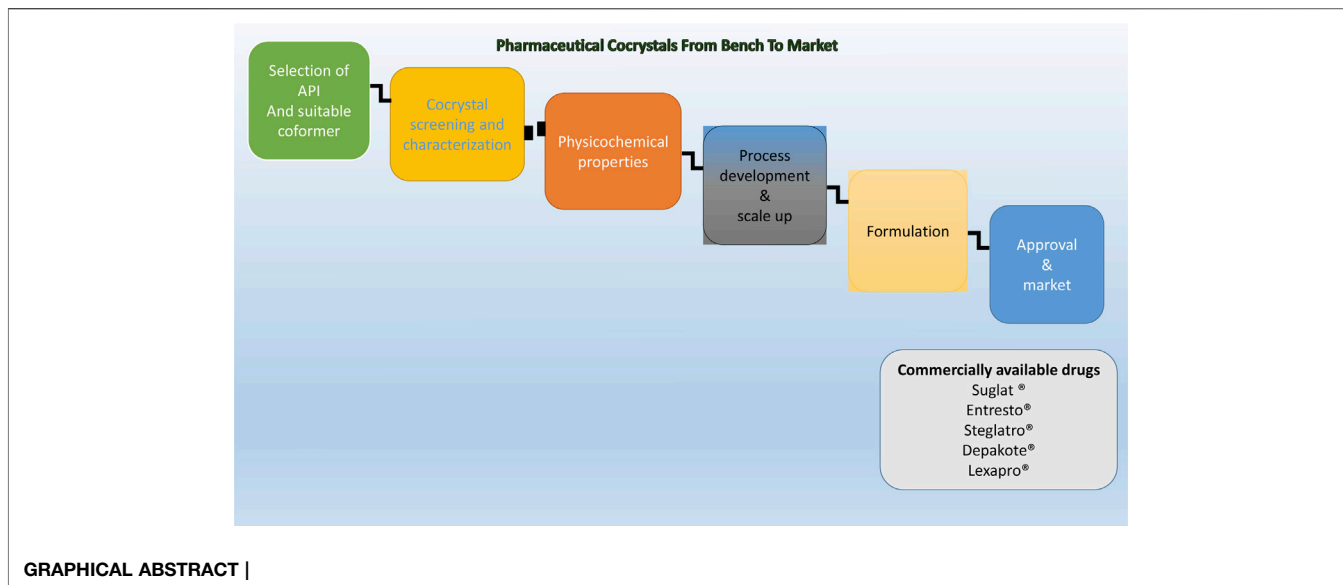 Pharmaceutical Cocrystals From Bench To Market
Selection of
API
And suitable
coformer
Cocrystal
screening and
characterization
Physicochemical
properties
Process
development
&
scale up
Formulation
Approval
&
market
Commercially available drugs
Suglat ®
Entresto®
Steglatro®
Depakote®
Lexapro®
GRAPHICAL ABSTRACT |